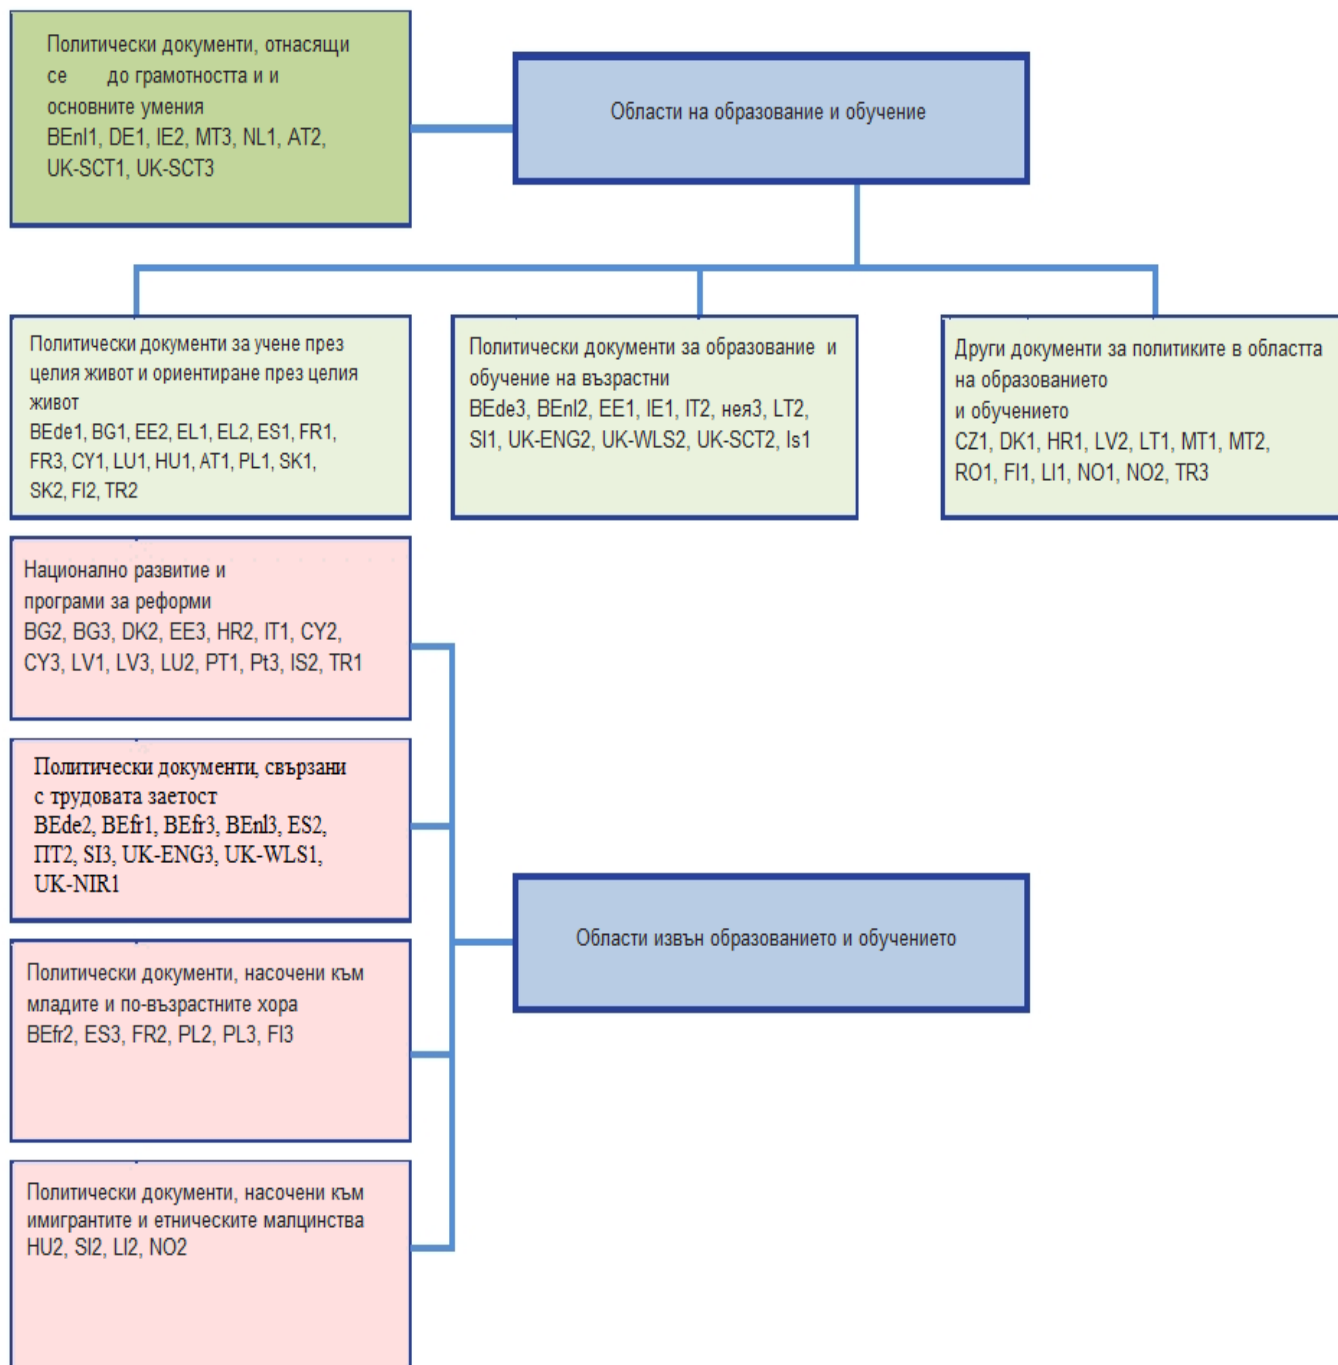 Политически документи, отнасящи
се до грамотността и и
основните умения
BEnl1, DE1, IE2, MT3, NL1, AT2,
UK-SCT1, UK-SCT3
Области на образование и обучение
Политически документи за учене през
целия живот и ориентиране през целия
живот
BEde1, BG1, EE2, EL1, EL2, ES1, FR1,
FR3, CY1, LU1, HU1, AT1, PL1, SK1,
SK2, FI2, TR2
Политически документи за образование и
обучение на възрастни
BEde3, BEnl2, EE1, IE1, IT2, нея3, LT2,
SI1, UK-ENG2, UK-WLS2, UK-SCT2, Is1
Други документи за политиките в областта
на образованието
и обучението
CZ1, DK1, HR1, LV2, LT1, MT1, MT2,
RO1, FI1, LI1, NO1, NO2, TR3
Национално развитие и
програми за реформи
BG2, BG3, DK2, EE3, HR2, IT1, CY2,
CY3, LV1, LV3, LU2, PT1, Pt3, IS2, TR1
Политически документи, свързани
с трудовата заетост
BEde2, BEfr1, BEfr3, BEnl3, ES2,
ПТ2, SI3, UK-ENG3, UK-WLS1,
UK-NIR1
Области извън образованието и обучението
Политически документи, насочени към
младите и по-възрастните хора
BEfr2, ES3, FR2, PL2, PL3, FI3
Политически документи, насочени към
имигрантите и етническите малцинства
HU2, SI2, LI2, NO2